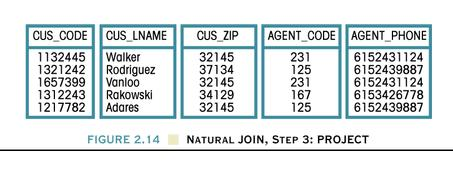 CUS_CODE CUS_LNAME CUS_ZIP AGENT_CODE AGENT_PHONE
1132445 Walker 32145 231 6152431124
1321242 Rodriguez 37134 125 6152439887
1657399 Vanloo 32145 231 6152431124
1312243 Rakowski 34129 167 6153426778
1217782 Adares 32145 125 6152439887
FIGURE 2.14 NATURAL JOIN, STEP 3: PROJECT